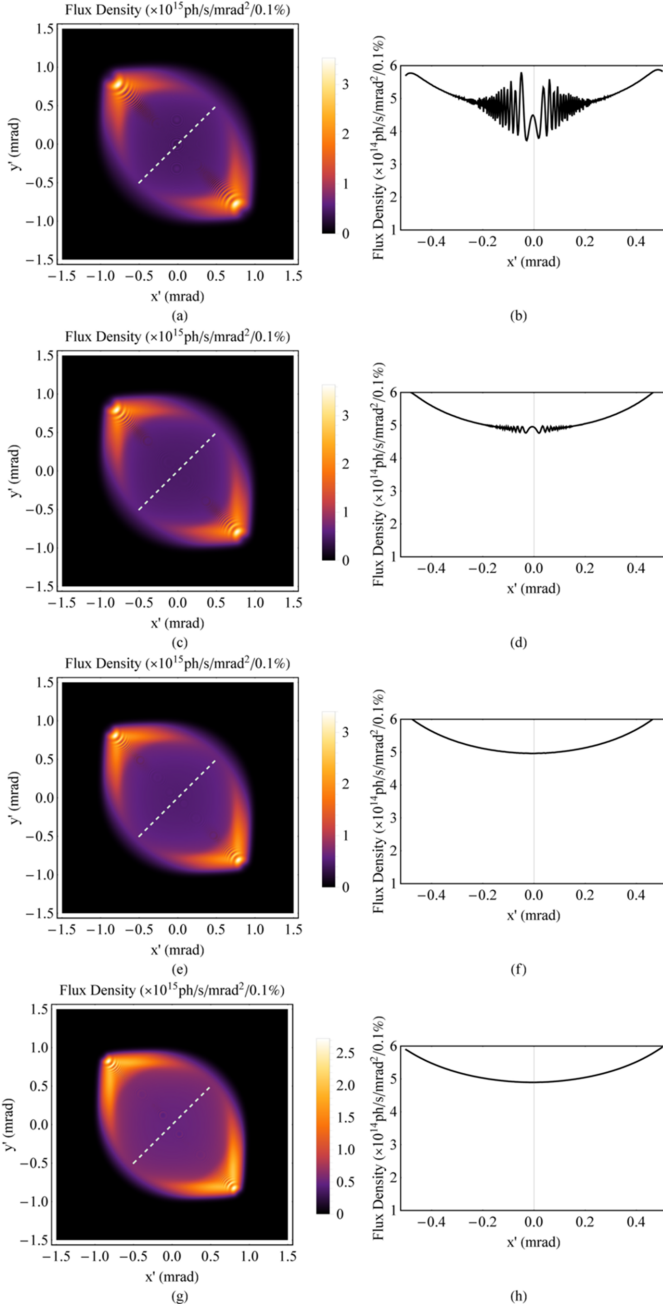 Flux Density (×10¹⁵ph/s/mrad²/0.1%)
1.5
1.0
0.5
0.0
−0.5
−1.0
−1.5
y' (mrad)
−1.5 −1.0 −0.5 0.0 0.5 1.0 1.5
x' (mrad)
3
2
1
0
(a)
Flux Density (×10¹⁴ph/s/mrad²/0.1%)
6
5
4
3
2
1
−0.4 −0.2 0.0 0.2 0.4
x' (mrad)
(b)
Flux Density (×10¹⁵ph/s/mrad²/0.1%)
1.5
1.0
0.5
0.0
−0.5
−1.0
−1.5
y' (mrad)
−1.5 −1.0 −0.5 0.0 0.5 1.0 1.5
x' (mrad)
3
2
1
0
(c)
Flux Density (×10¹⁴ph/s/mrad²/0.1%)
6
5
4
3
2
1
−0.4 −0.2 0.0 0.2 0.4
x' (mrad)
(d)
Flux Density (×10¹⁵ph/s/mrad²/0.1%)
1.5
1.0
0.5
0.0
−0.5
−1.0
−1.5
y' (mrad)
−1.5 −1.0 −0.5 0.0 0.5 1.0 1.5
x' (mrad)
3
2
1
0
(e)
Flux Density (×10¹⁴ph/s/mrad²/0.1%)
6
5
4
3
2
1
−0.4 −0.2 0.0 0.2 0.4
x' (mrad)
(f)
Flux Density (×10¹⁵ph/s/mrad²/0.1%)
1.5
1.0
0.5
0.0
−0.5
−1.0
−1.5
y' (mrad)
−1.5 −1.0 −0.5 0.0 0.5 1.0 1.5
x' (mrad)
2.5
2.0
1.5
1.0
0.5
0
(g)
Flux Density (×10¹⁴ph/s/mrad²/0.1%)
6
5
4
3
2
1
−0.4 −0.2 0.0 0.2 0.4
x' (mrad)
(h)